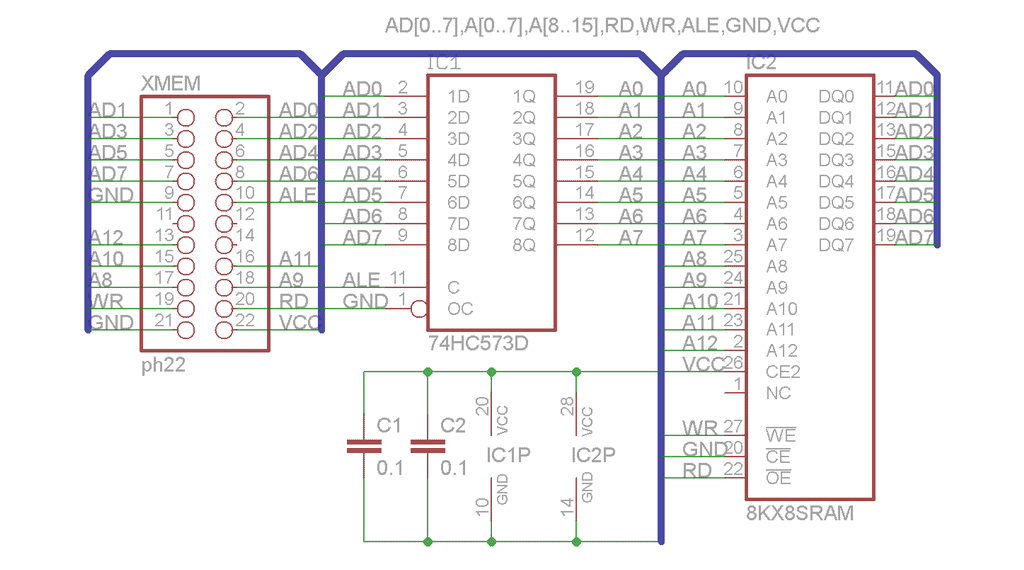 AD[0..7],A[0..7],A[8..15],RD,WR,ALE,GND,VCC
XMEM IC1 IC2
AD0 2 1D 1Q 19 A0 A0 10 A0 DQ0 11 AD0
AD1 1 2 AD0 AD1 3 2D 2Q 18 A1 A1 9 A1 DQ1 12 AD1
AD3 3 4 AD2 AD2 4 3D 3Q 17 A2 A2 8 A2 DQ2 13 AD2
AD5 5 6 AD4 AD3 5 4D 4Q 16 A3 A3 7 A3 DQ3 15 AD3
AD7 7 8 AD6 AD4 6 5D 5Q 15 A4 A4 6 A4 DQ4 16 AD4
GND 9 10 ALE AD5 7 6D 6Q 14 A5 A5 5 A5 DQ5 17 AD5
11 12 AD6 8 7D 7Q 13 A6 A6 4 A6 DQ6 18 AD6
A12 13 14 AD7 9 8D 8Q 12 A7 A7 3 A7 DQ7 19 AD7
A10 15 16 A11 A8 25 A8
A8 17 18 A9 ALE 11 C A9 24 A9
WR 19 20 RD GND 1 OC A10 21 A10
GND 21 22 VCC A11 23 A11
74HC573D A12 2 A12
ph22 VCC 26 CE2
1 NC
20 VCC 28 VCC
C1 C2 WR 27 WE
IC1P IC2P GND 20 CE
0.1 0.1 RD 22 OE
10 GND 14 GND
8KX8SRAM